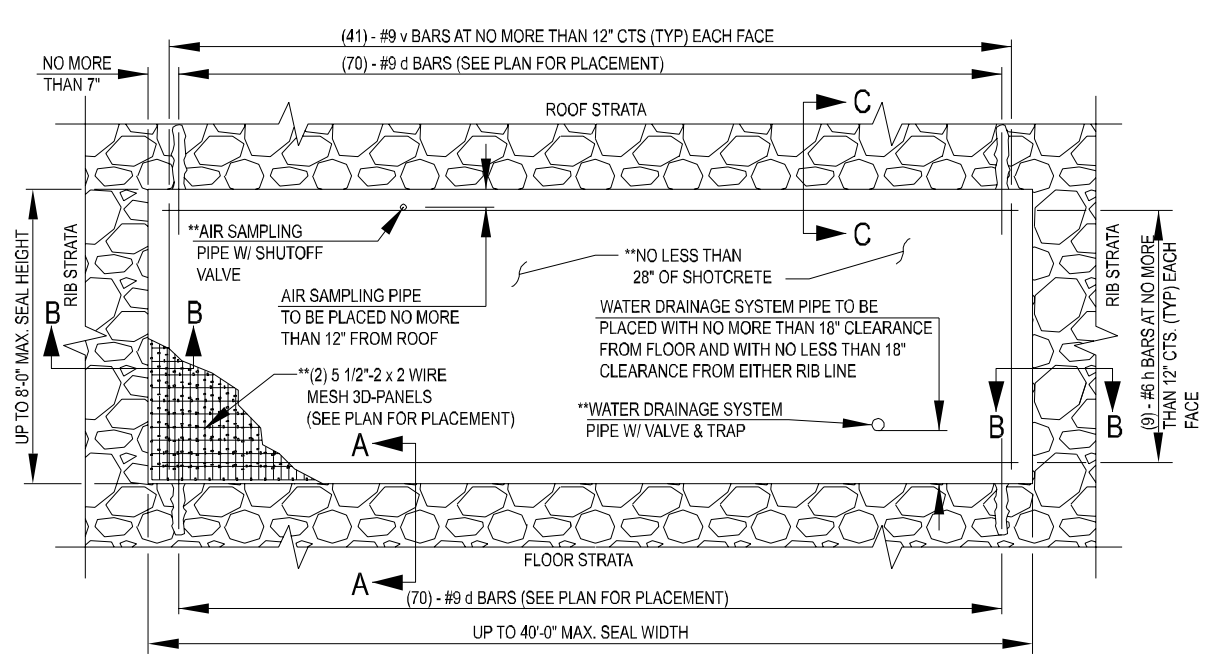 (41) - #9 v BARS AT NO MORE THAN 12" CTS (TYP) EACH FACE
NO MORE
THAN 7"
(70) - #9 d BARS (SEE PLAN FOR PLACEMENT)
ROOF STRATA
C
C
UP TO 8'-0" MAX. SEAL HEIGHT
RIB STRATA
**AIR SAMPLING
PIPE W/ SHUTOFF
VALVE
**NO LESS THAN
28" OF SHOTCRETE
RIB STRATA
(9) - #6 h BARS AT NO MORE
THAN 12" CTS. (TYP) EACH
FACE
AIR SAMPLING PIPE
TO BE PLACED NO MORE
THAN 12" FROM ROOF
WATER DRAINAGE SYSTEM PIPE TO BE
PLACED WITH NO MORE THAN 18" CLEARANCE
FROM FLOOR AND WITH NO LESS THAN 18"
CLEARANCE FROM EITHER RIB LINE
B
B
**(2) 5 1/2"-2 x 2 WIRE
MESH 3D-PANELS
(SEE PLAN FOR PLACEMENT)
**WATER DRAINAGE SYSTEM
PIPE W/ VALVE & TRAP
B
B
A
A
FLOOR STRATA
(70) - #9 d BARS (SEE PLAN FOR PLACEMENT)
UP TO 40'-0" MAX. SEAL WIDTH